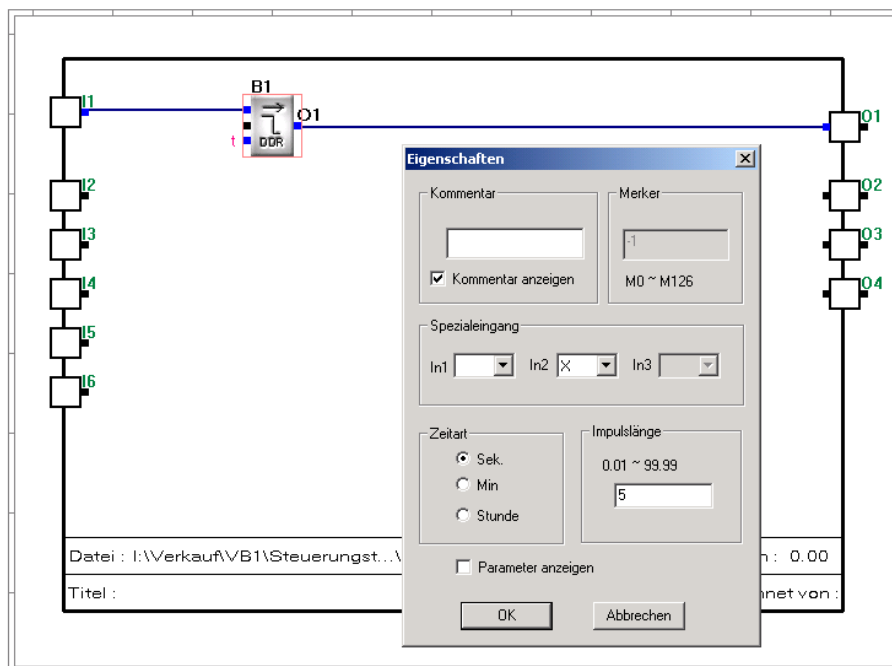 B1
I1
O1
O1
DDR
t
I2
O2
I3
O3
I4
O4
I5
I6
Eigenschaften
Kommentar
Merker
-1
Kommentar anzeigen
M0 ~ M126
Spezialeingang
In1
In2 X
In3
Zeitart
Impulslänge
Sek.
0.01 ~ 99.99
Min
5
Stunde
Parameter anzeigen
OK
Abbrechen
Datei : I:\Verkauf\VB1\Steuerungst...\
n : 0.00
Titel :
nnet von :